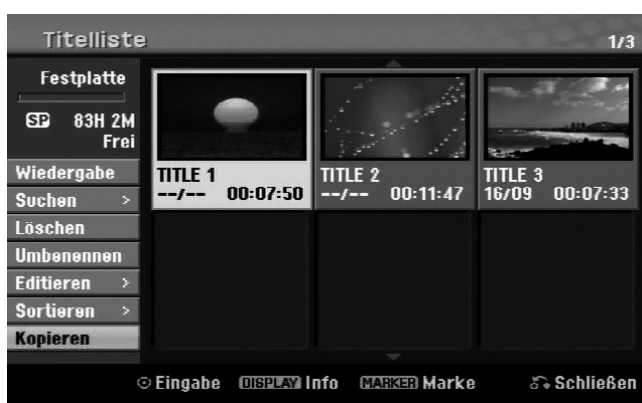 Titelliste
1/3
Festplatte
SP 83H 2M
Frei
Wiedergabe
Suchen >
Löschen
Umbenennen
Editieren >
Sortieren >
Kopieren
TITLE 1
--/-- 00:07:50
TITLE 2
--/-- 00:11:47
TITLE 3
16/09 00:07:33
Eingabe DISPLAY Info MARKER Marke Schließen